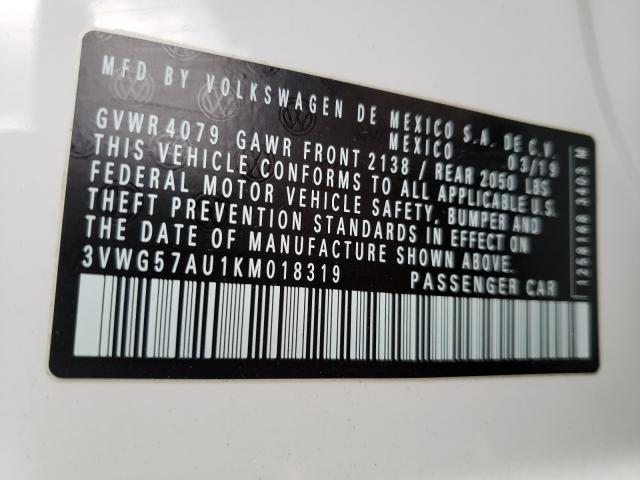 MFD BY VOLKSWAGEN DE MEXICO S.A. DE C.V.
MEXICO 03/19
GVWR 4079 GAWR FRONT 2138 / REAR 2050 LBS
THIS VEHICLE CONFORMS TO ALL APPLICABLE U.S.
FEDERAL MOTOR VEHICLE SAFETY, BUMPER AND
THEFT PREVENTION STANDARDS IN EFFECT ON
THE DATE OF MANUFACTURE SHOWN ABOVE.
3VWG57AU1KM018319 PASSENGER CAR